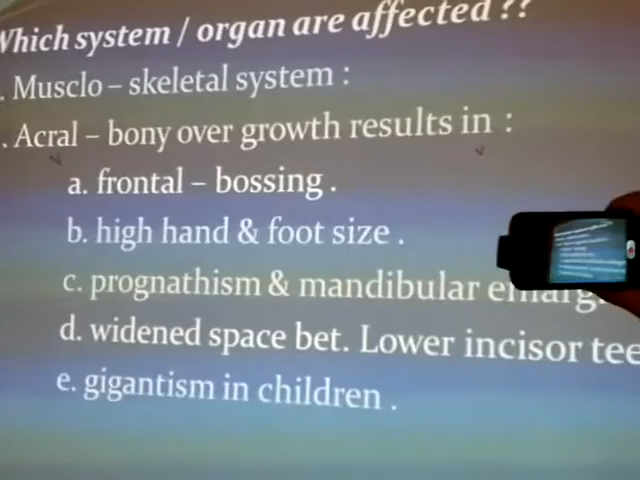 Which system / organ are affected ??
. Musclo – skeletal system :
. Acral – bony over growth results in :
a. frontal – bossing .
b. high hand & foot size .
c. prognathism & mandibular
d. widened space bet. Lower incisor
e. gigantism in children .